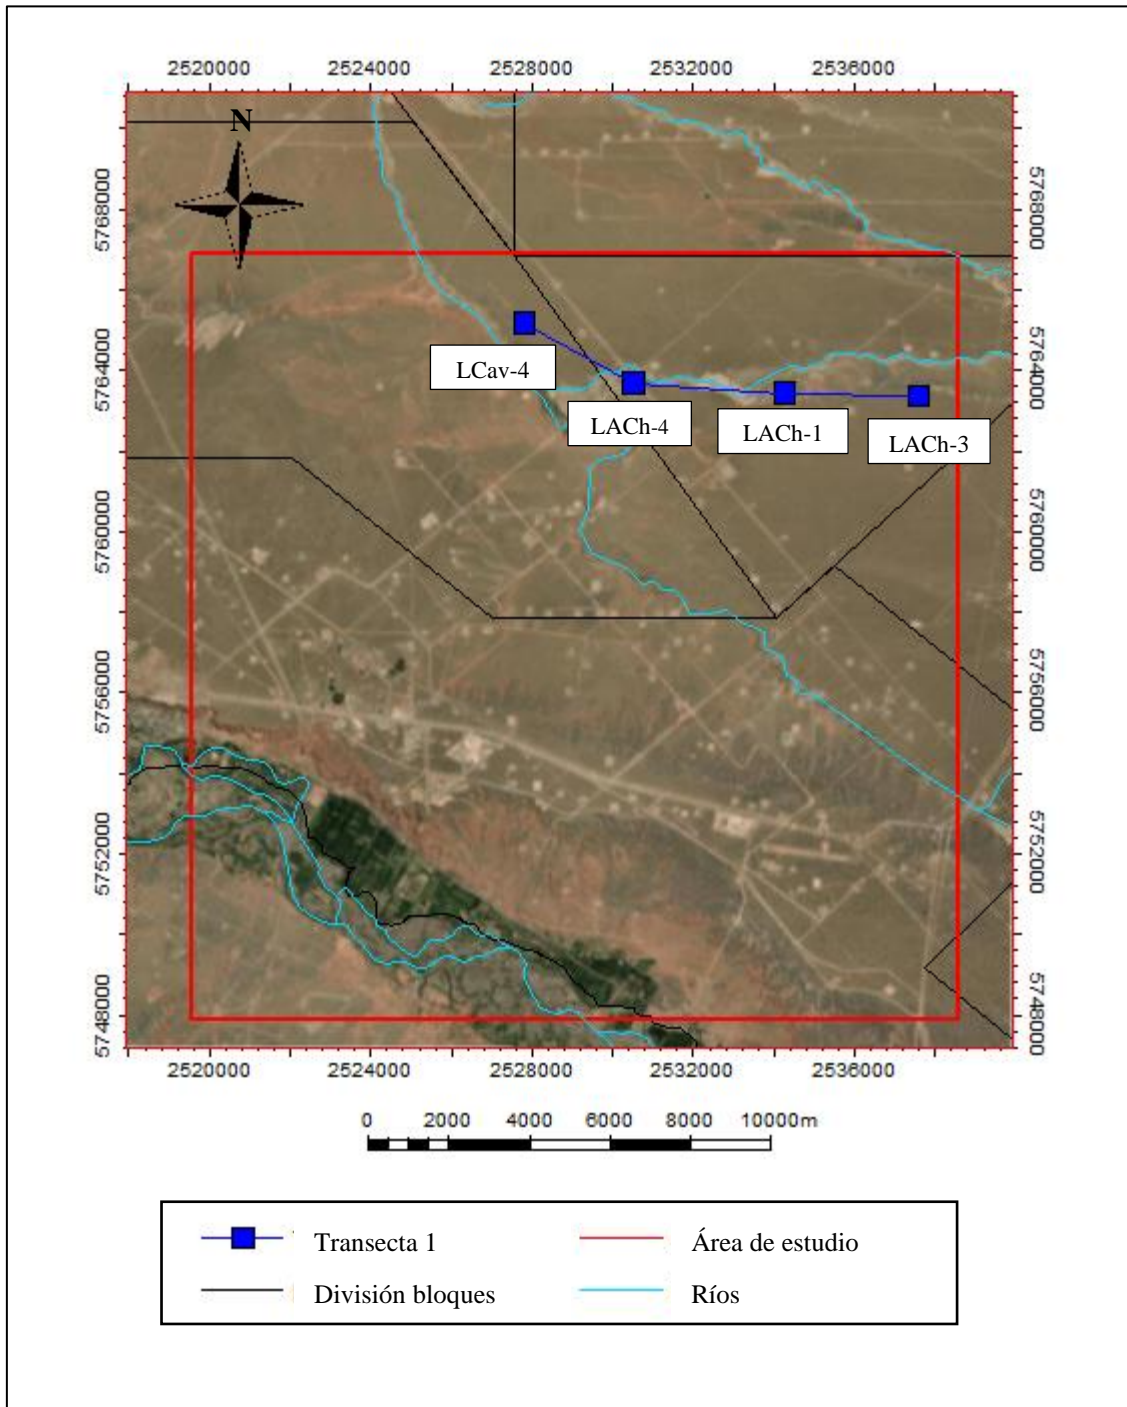 2520000 2524000 2528000 2532000 2536000
N
5768000 5768000
5764000 5764000
LCav-4
LACh-4
LACh-1
LACh-3
5760000 5760000
5756000 5756000
5752000 5752000
5748000 5748000
2520000 2524000 2528000 2532000 2536000
0 2000 4000 6000 8000 10000m
Transecta 1 Área de estudio
División bloques Ríos